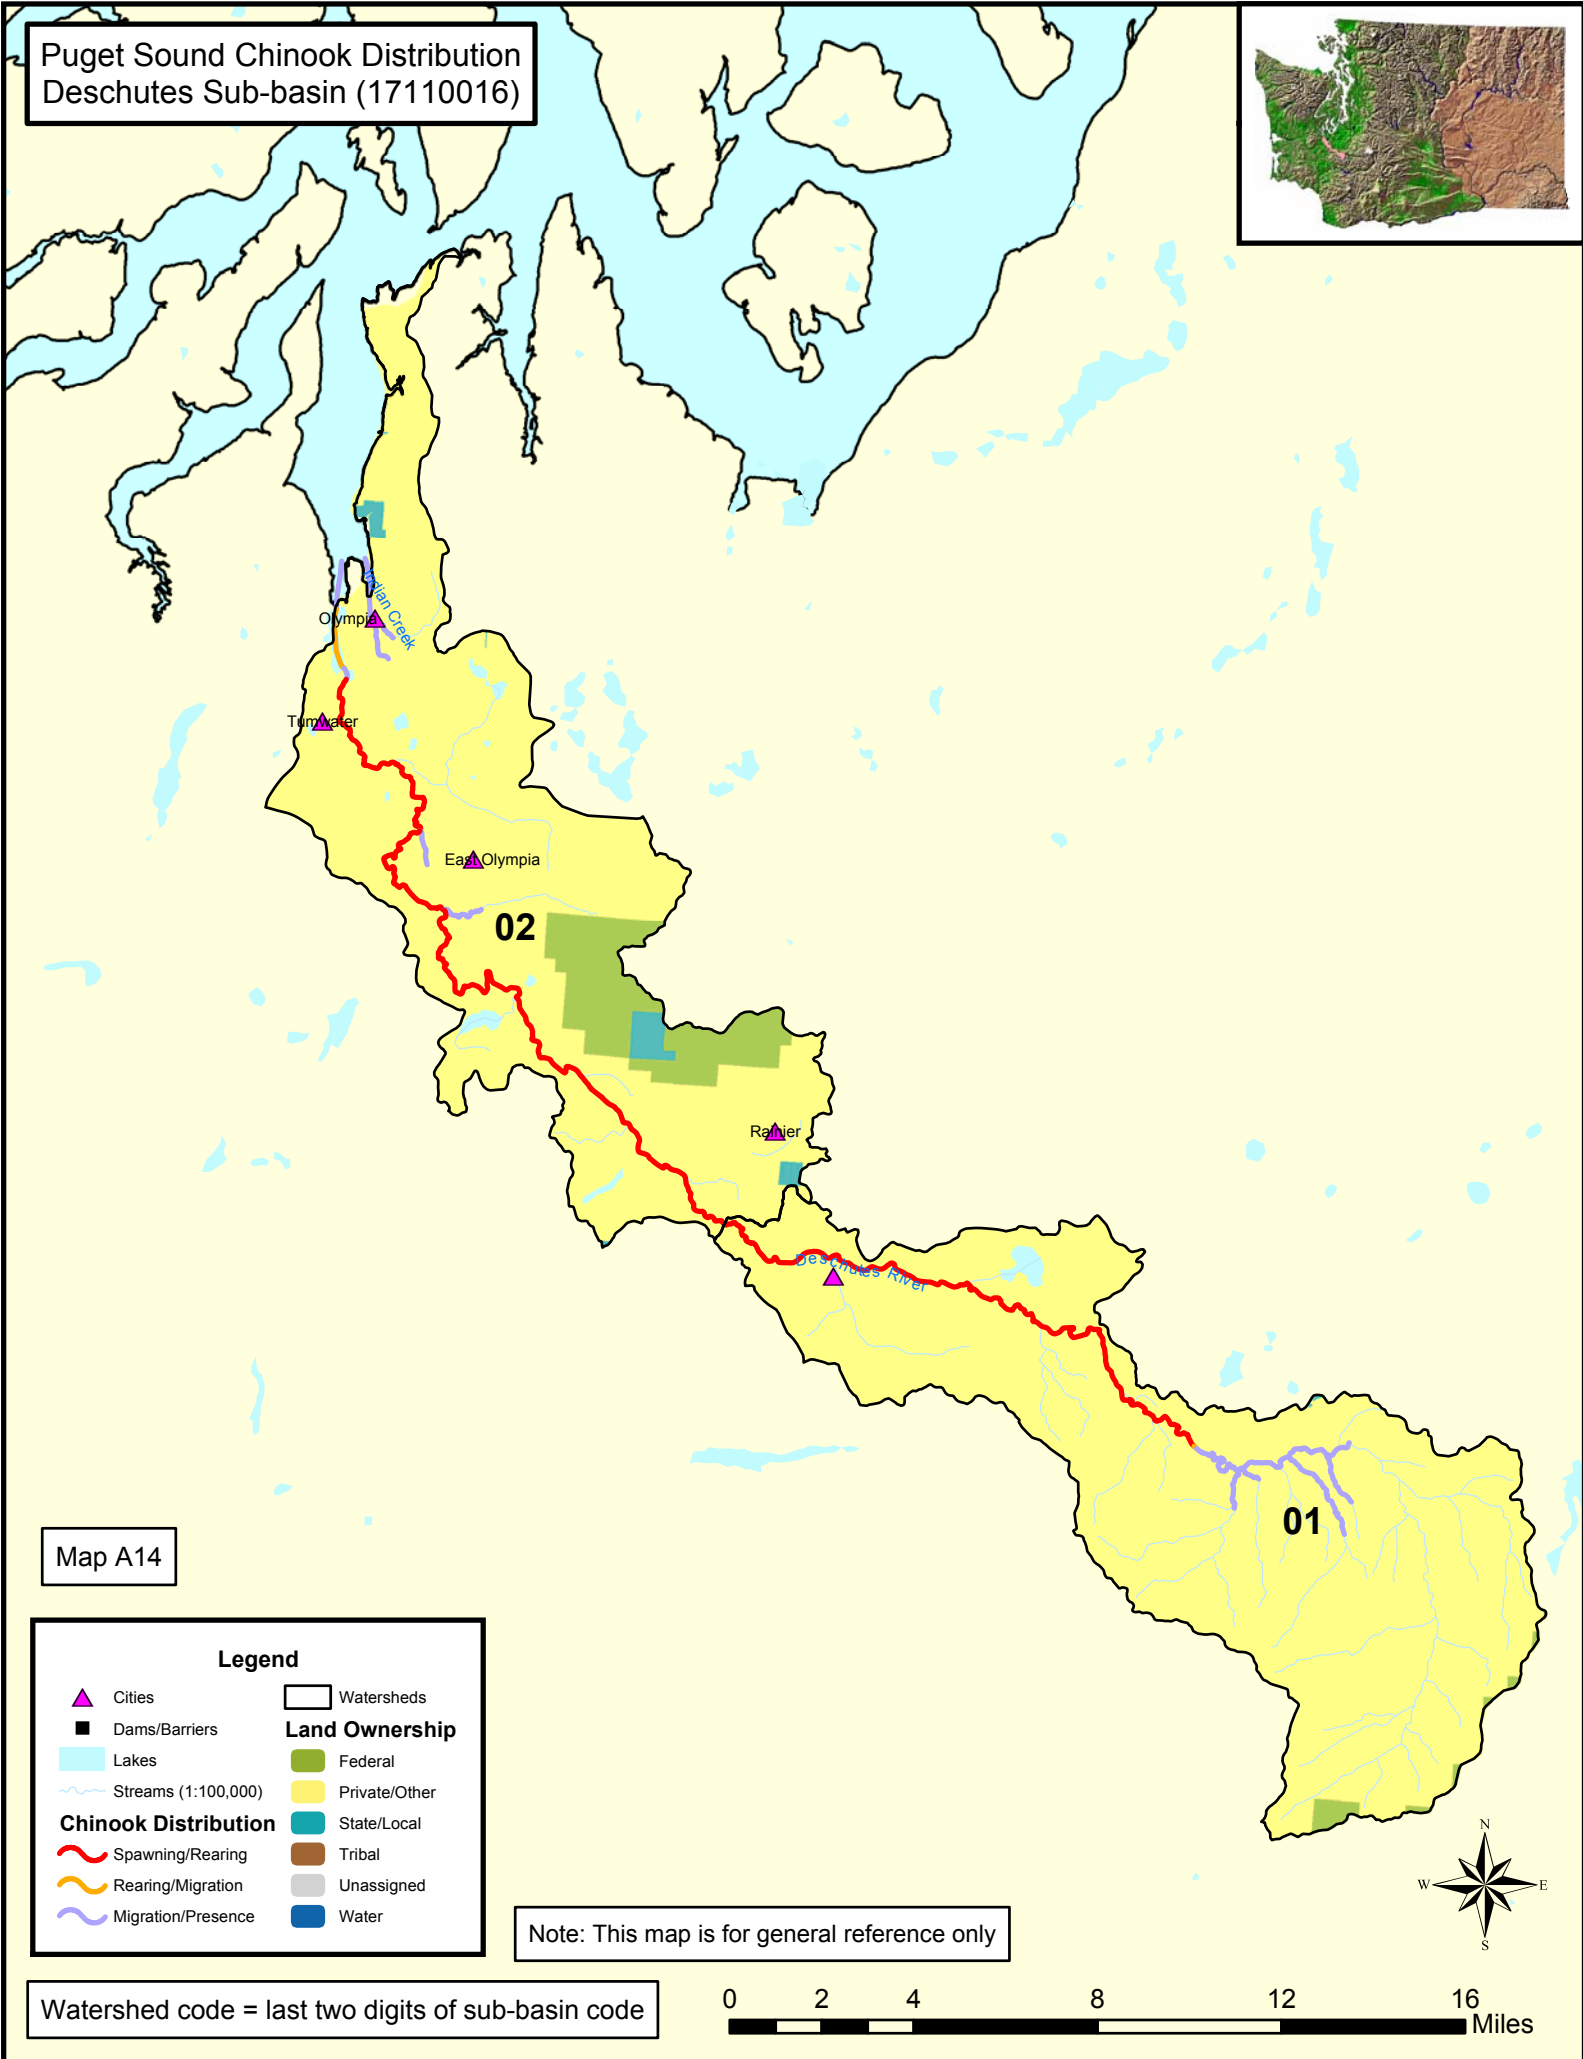 Puget Sound Chinook Distribution
Deschutes Sub-basin (17110016)
Indian Creek
Olympia
Tumwater
East Olympia
02
Rainier
Deschutes River
01
Map A14
Legend
Cities
Dams/Barriers
Lakes
Streams (1:100,000)
Chinook Distribution
Spawning/Rearing
Rearing/Migration
Migration/Presence
Watersheds
Land Ownership
Federal
Private/Other
State/Local
Tribal
Unassigned
Water
N
W
E
S
Note: This map is for general reference only
Watershed code = last two digits of sub-basin code
0 2 4 8 12 16
Miles